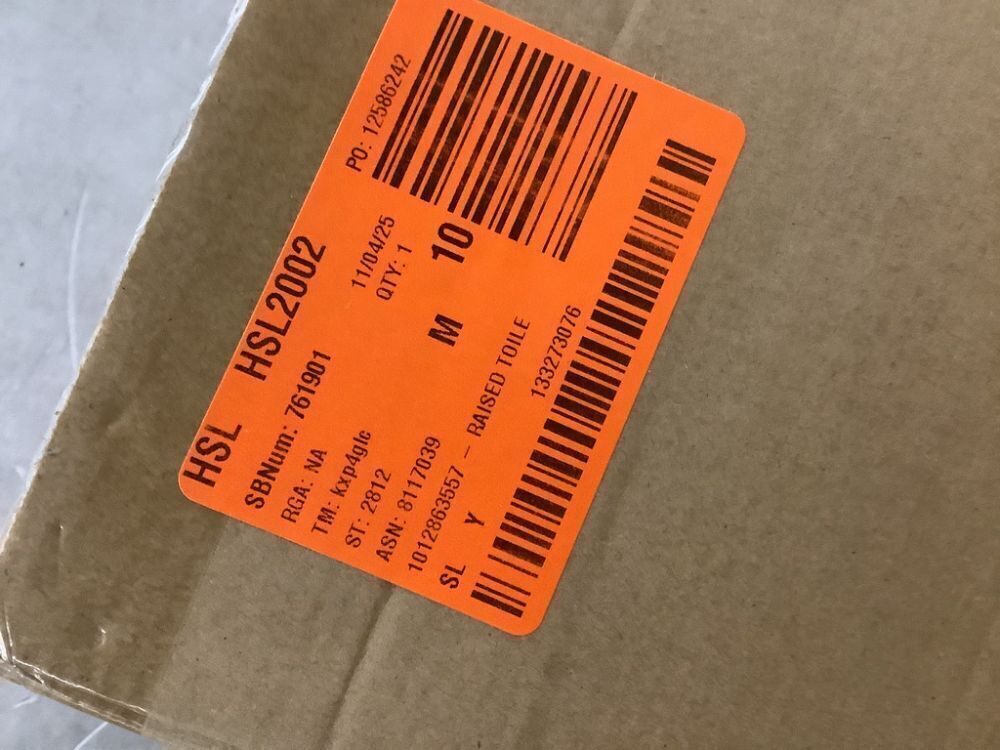 HSL HSL2002
SBNum: 761901
RGA: NA
11/04/25
PO: 12586242
TM: kxp4glc
QTY: 1
ST: 2812
ASN: 8117039
M 10
1012863557 – RAISED TOILE
SL Y
133273076